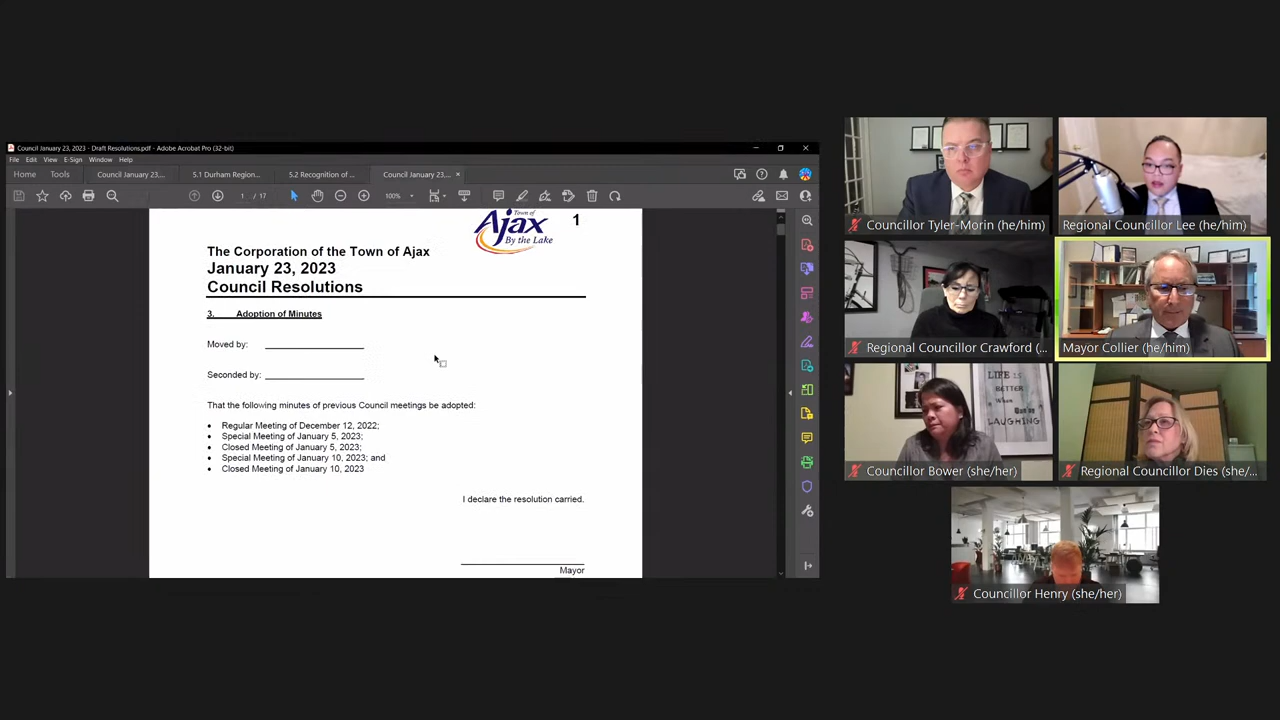 Council January 23, 2023 - Draft Resolutions.pdf - Adobe Acrobat Pro (32-bit)
File Edit View E-Sign Window Help
Home Tools Council January 23,... 5.1 Durham Region... 5.2 Recognition of ... Council January 23,... ×
1 / 17 100%
Town of
Ajax
By the Lake
1
The Corporation of the Town of Ajax
January 23, 2023
Council Resolutions
3. Adoption of Minutes
Moved by:
Seconded by:
That the following minutes of previous Council meetings be adopted:
• Regular Meeting of December 12, 2022;
• Special Meeting of January 5, 2023;
• Closed Meeting of January 5, 2023;
• Special Meeting of January 10, 2023; and
• Closed Meeting of January 10, 2023
I declare the resolution carried.
Mayor
Councillor Tyler-Morin (he/him)
Regional Councillor Lee (he/him)
Regional Councillor Crawford (...
Mayor Collier (he/him)
LIFE IS
BETTER
When
LAUGHING
Councillor Bower (she/her)
Regional Councillor Dies (she/...
Councillor Henry (she/her)